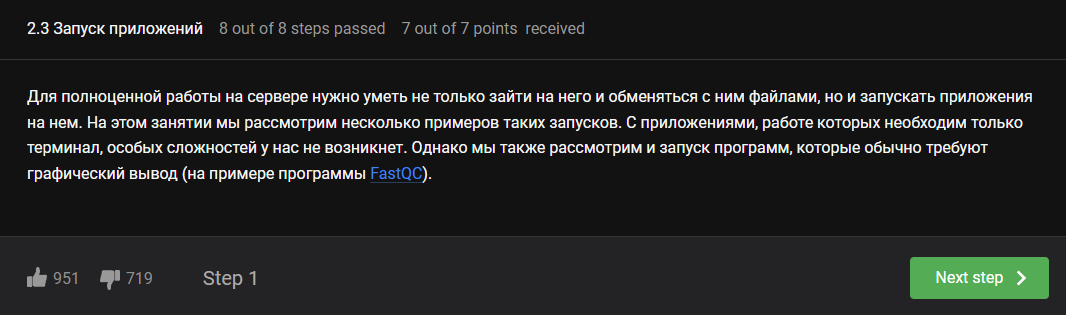 2.3 Запуск приложений 8 out of 8 steps passed 7 out of 7 points received
Для полноценной работы на сервере нужно уметь не только зайти на него и обменяться с ним файлами, но и запускать приложения
на нем. На этом занятии мы рассмотрим несколько примеров таких запусков. С приложениями, работе которых необходим только
терминал, особых сложностей у нас не возникнет. Однако мы также рассмотрим и запуск программ, которые обычно требуют
графический вывод (на примере программы FastQC).
951 719 Step 1 Next step